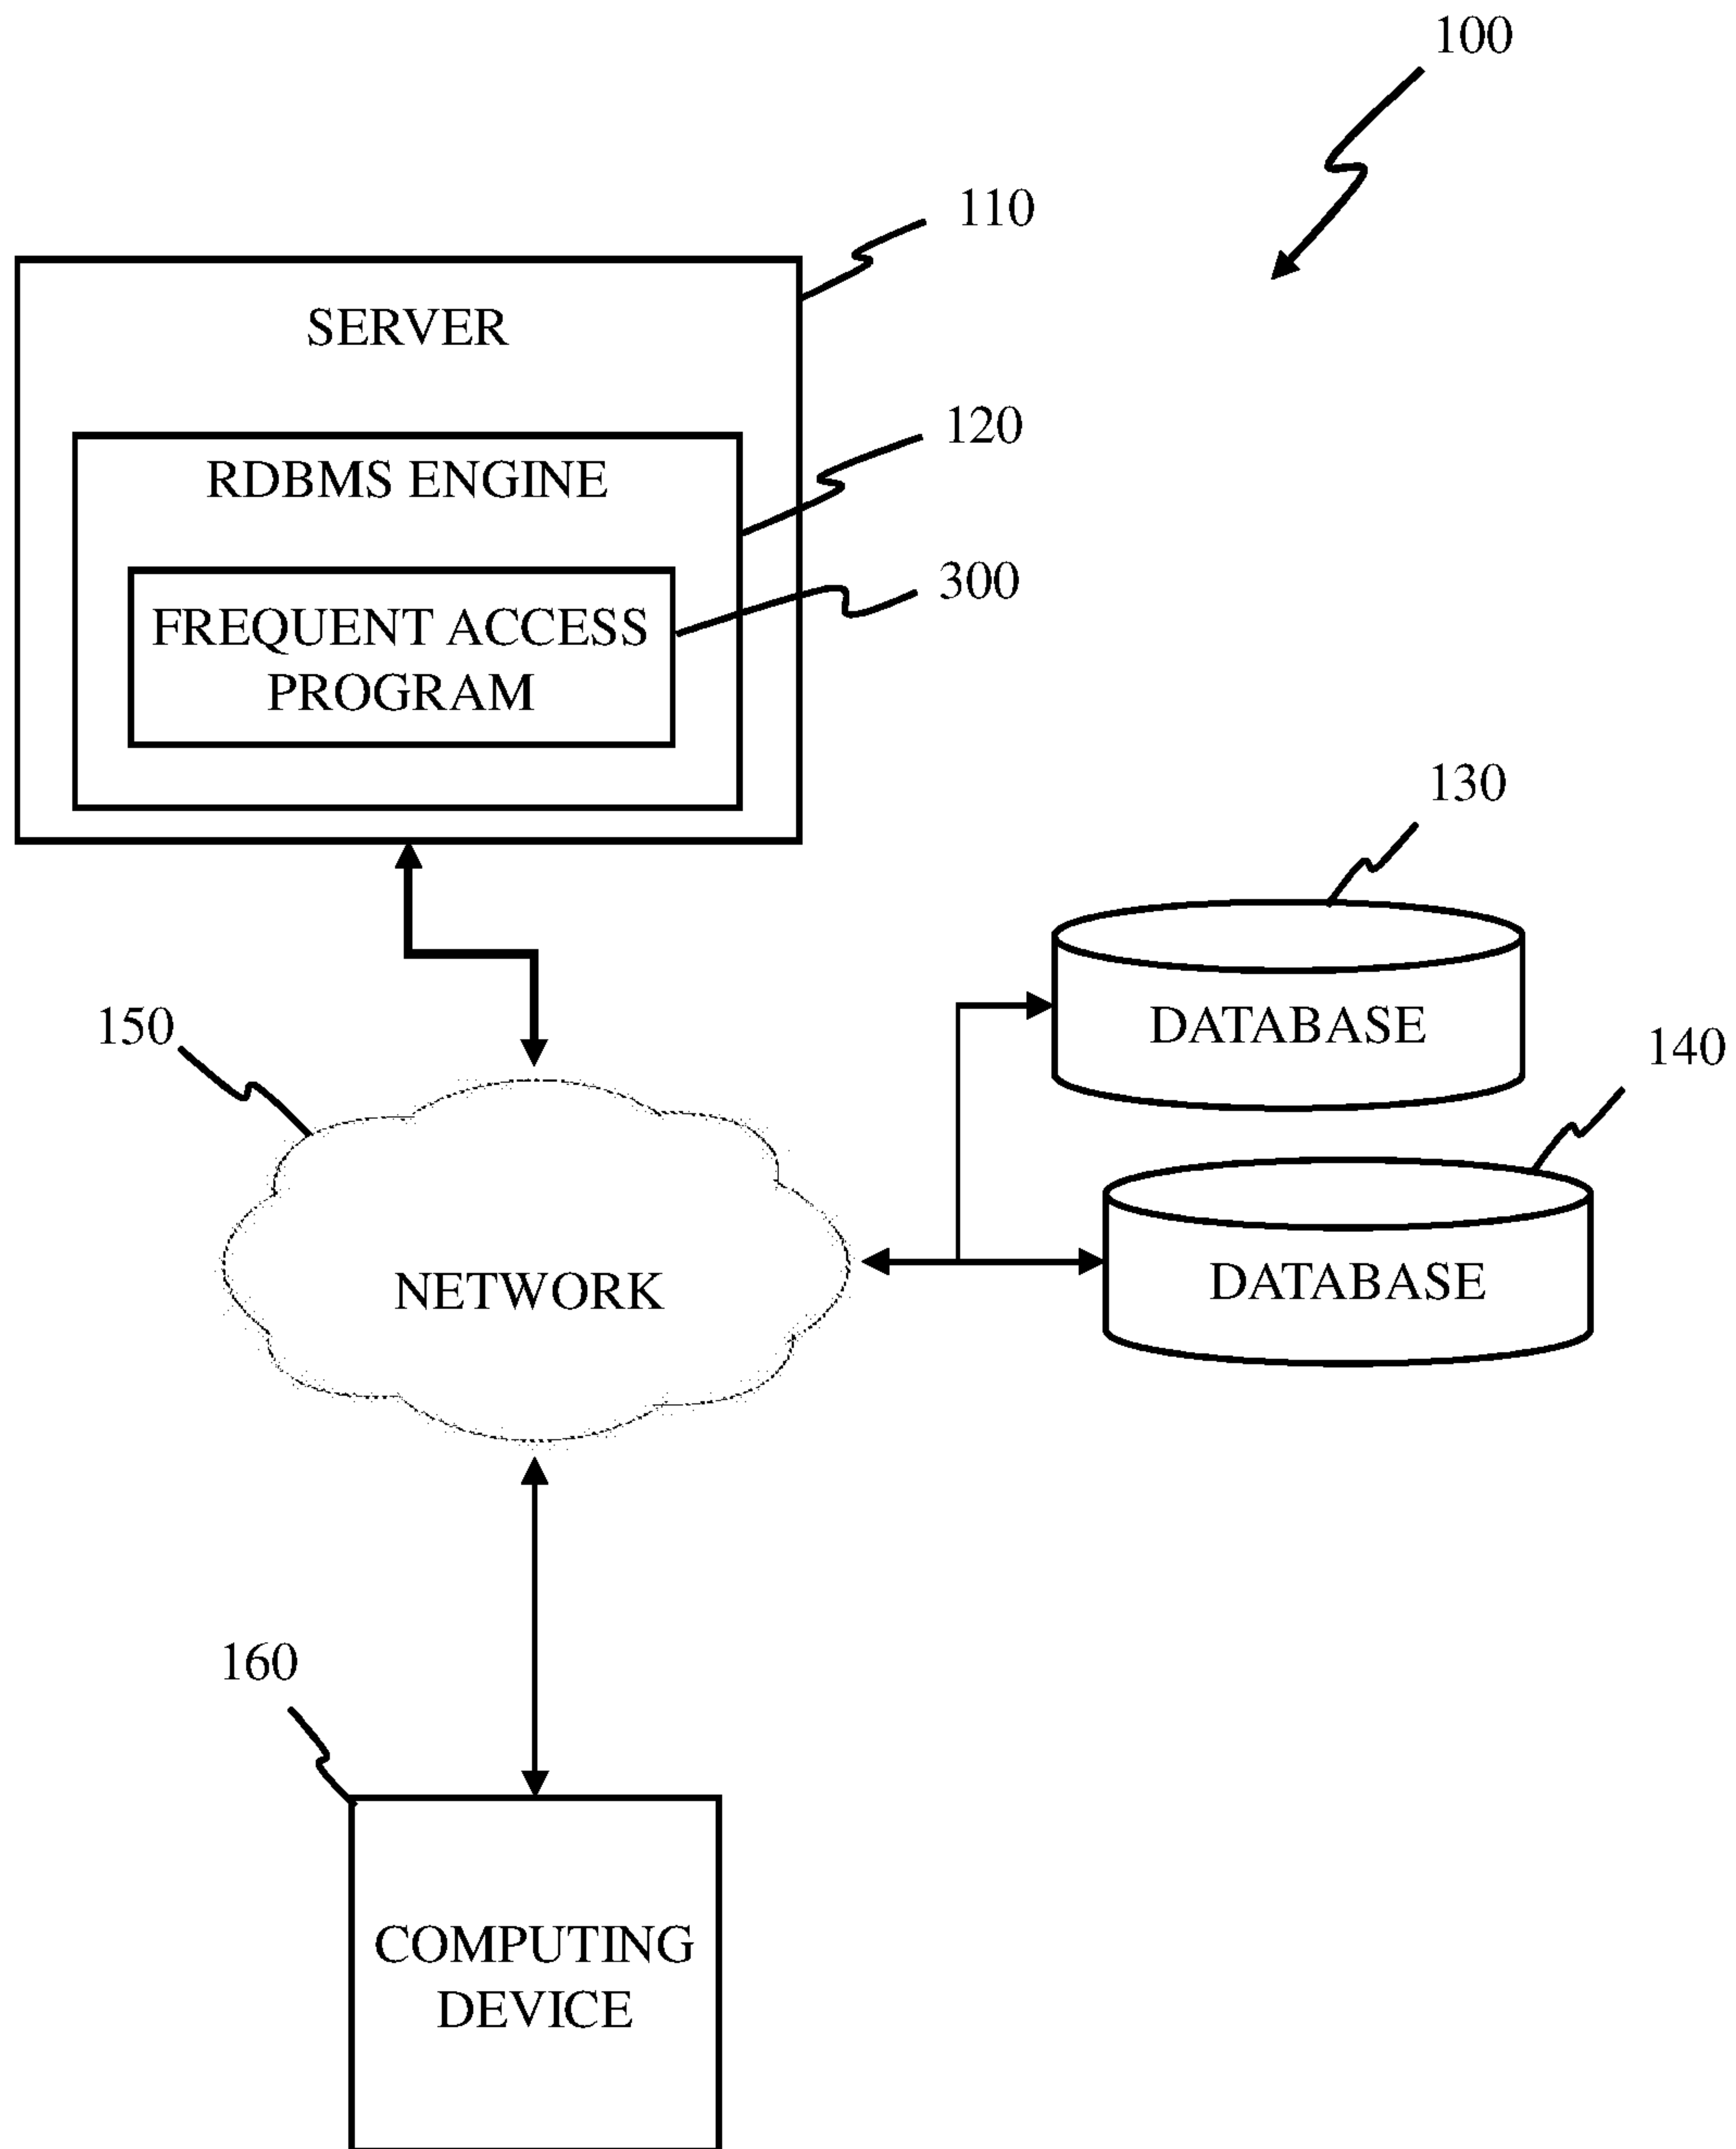 100
110
SERVER
120
RDBMS ENGINE
300
FREQUENT ACCESS
PROGRAM
130
DATABASE
140
150
DATABASE
NETWORK
160
COMPUTING
DEVICE